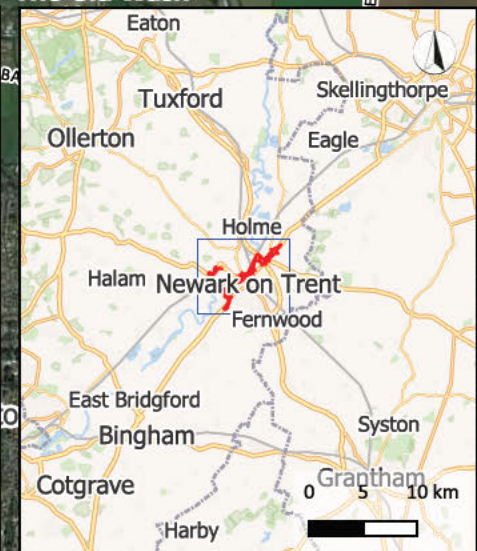 Eaton
Tuxford
Skellingthorpe
Ollerton
Eagle
Holme
Halam
Newark on Trent
Fernwood
East Bridgford
Bingham
Syston
Cotgrave
Grantham
0 5 10 km
Harby